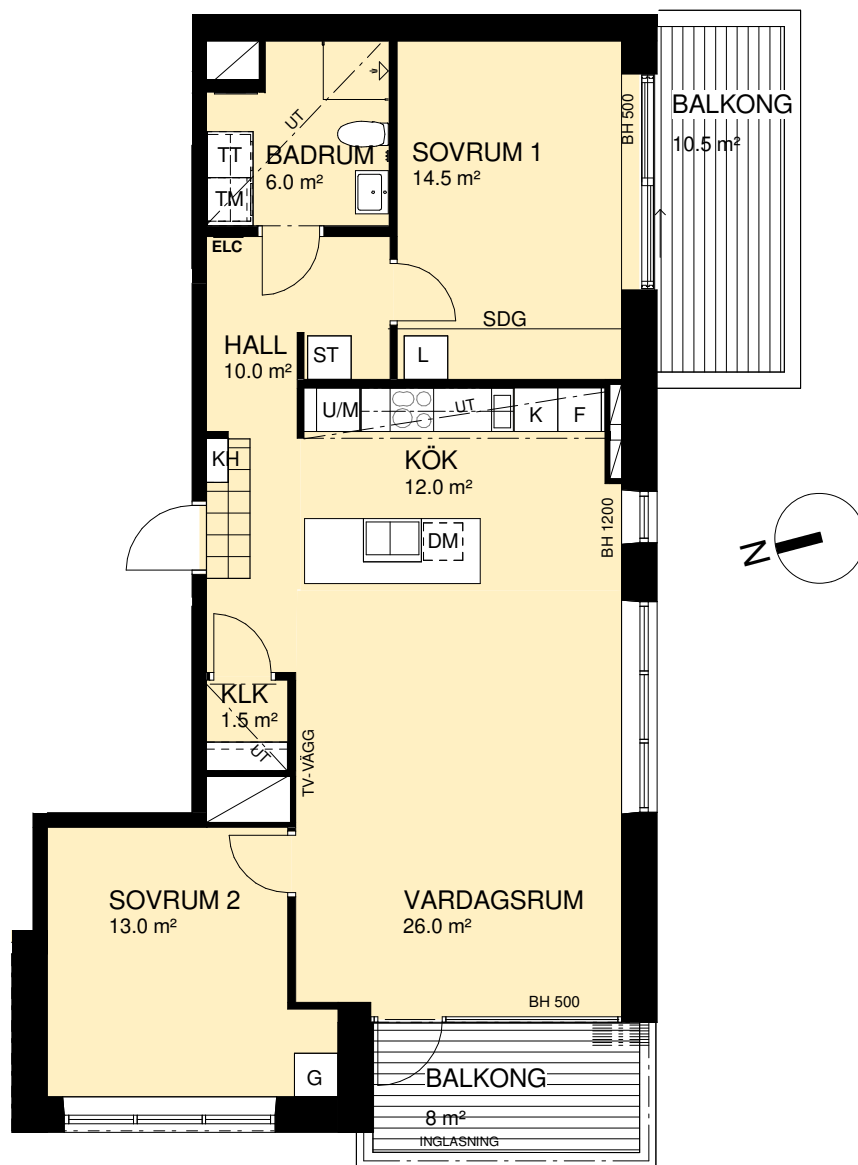 BALKONG
10.5 m²
BH 500
UT
TT
TM
BADRUM
6.0 m²
SOVRUM 1
14.5 m²
ELC
SDG
HALL
10.0 m²
ST
L
U/M
UT
K
F
KH
KÖK
12.0 m²
BH 1200
DM
N
KLK
1.5 m²
UT
TV-VÄGG
SOVRUM 2
13.0 m²
VARDAGSRUM
26.0 m²
BH 500
G
BALKONG
8 m²
INGLASNING